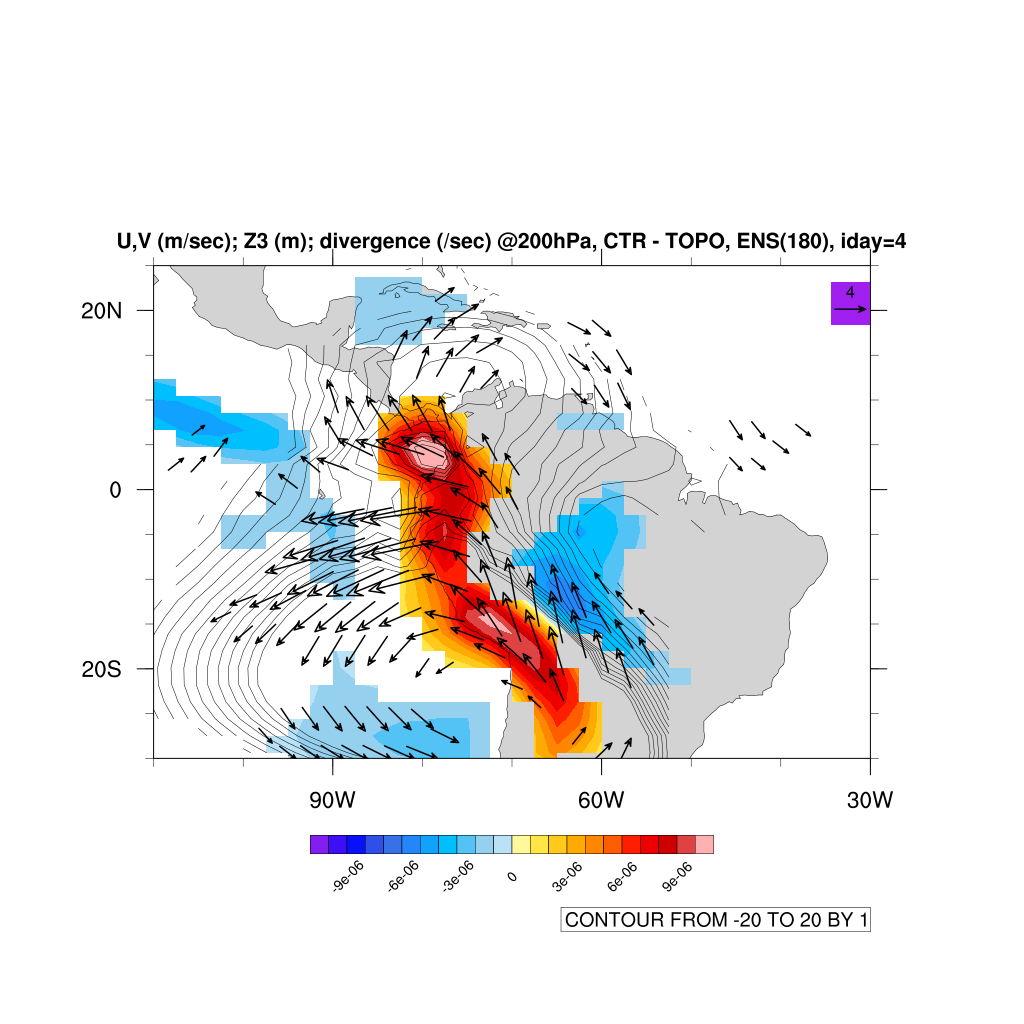 U,V (m/sec); Z3 (m); divergence (/sec) @200hPa, CTR - TOPO, ENS(180), iday=4
4
20N
0
20S
90W 60W 30W
-9e-06 -6e-06 -3e-06 0 3e-06 6e-06 9e-06
CONTOUR FROM -20 TO 20 BY 1